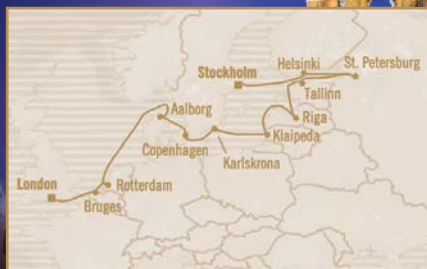 Helsinki
St. Petersburg
Stockholm
Tallinn
Aalborg
Riga
Klaipeda
Copenhagen
Karlskrona
London
Rotterdam
Bruges